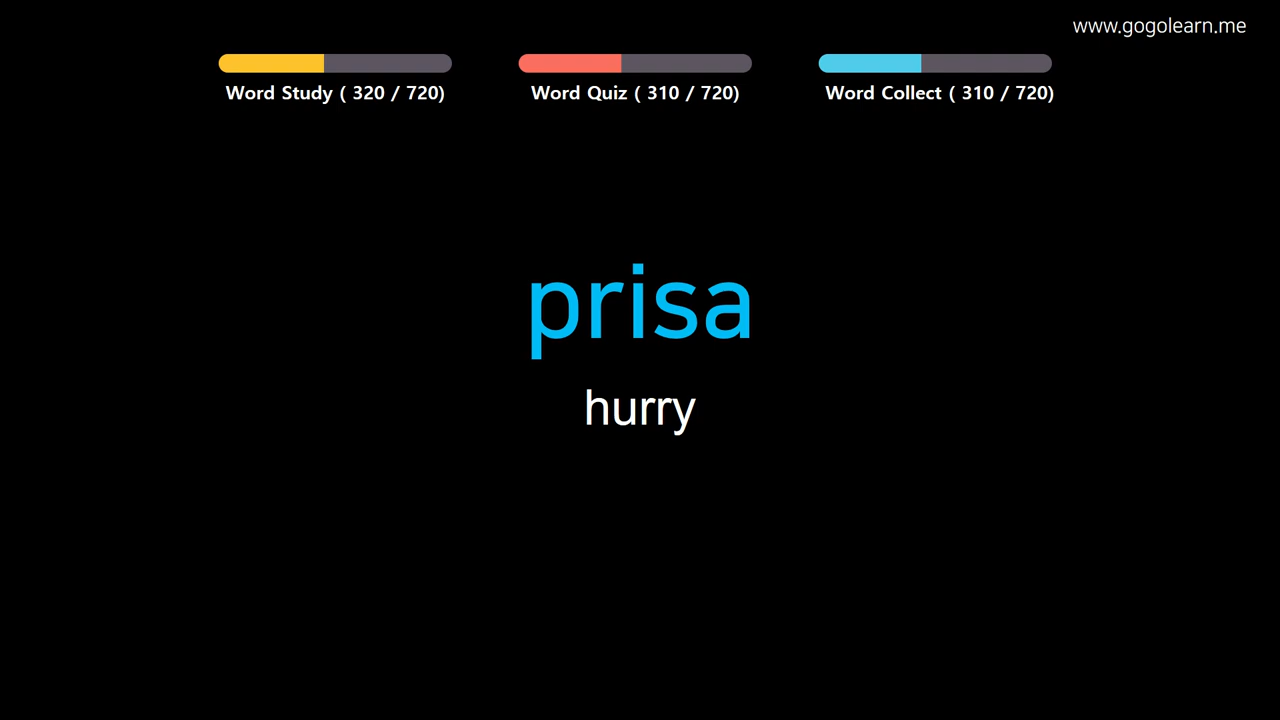 www.gogolearn.me
Word Study ( 320 / 720)
Word Quiz ( 310 / 720)
Word Collect ( 310 / 720)
prisa
hurry